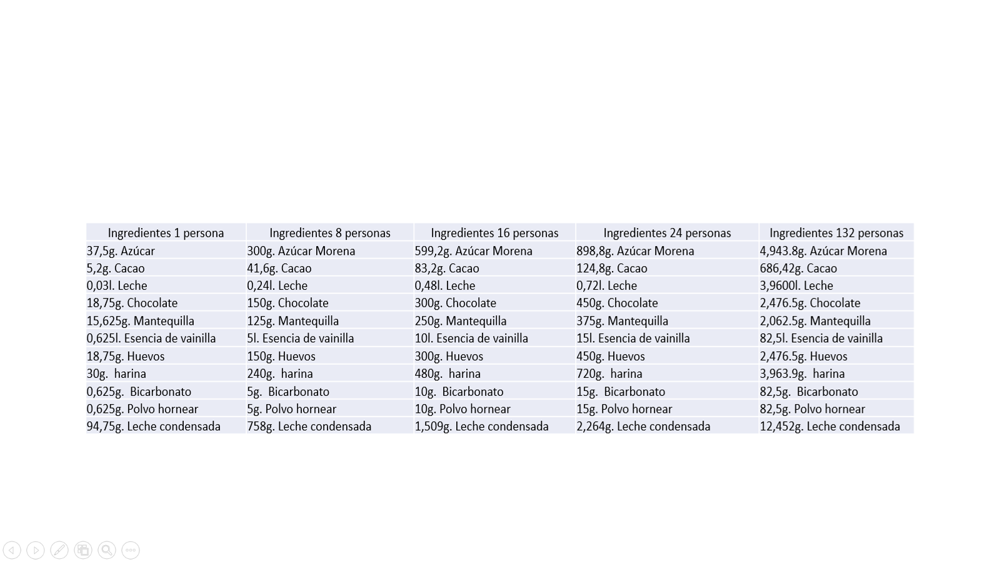 Ingredientes 1 persona Ingredientes 8 personas Ingredientes 16 personas Ingredientes 24 personas Ingredientes 132 personas
37,5g. Azúcar 300g. Azúcar Morena 599,2g. Azúcar Morena 898,8g. Azúcar Morena 4,943.8g. Azúcar Morena
5,2g. Cacao 41,6g. Cacao 83,2g. Cacao 124,8g. Cacao 686,42g. Cacao
0,03l. Leche 0,24l. Leche 0,48l. Leche 0,72l. Leche 3,9600l. Leche
18,75g. Chocolate 150g. Chocolate 300g. Chocolate 450g. Chocolate 2,476.5g. Chocolate
15,625g. Mantequilla 125g. Mantequilla 250g. Mantequilla 375g. Mantequilla 2,062.5g. Mantequilla
0,625l. Esencia de vainilla 5l. Esencia de vainilla 10l. Esencia de vainilla 15l. Esencia de vainilla 82,5l. Esencia de vainilla
18,75g. Huevos 150g. Huevos 300g. Huevos 450g. Huevos 2,476.5g. Huevos
30g.  harina 240g.  harina 480g.  harina 720g.  harina 3,963.9g.  harina
0,625g.  Bicarbonato 5g.  Bicarbonato 10g.  Bicarbonato 15g.  Bicarbonato 82,5g.  Bicarbonato
0,625g. Polvo hornear 5g. Polvo hornear 10g. Polvo hornear 15g. Polvo hornear 82,5g. Polvo hornear
94,75g. Leche condensada 758g. Leche condensada 1,509g. Leche condensada 2,264g. Leche condensada 12,452g. Leche condensada